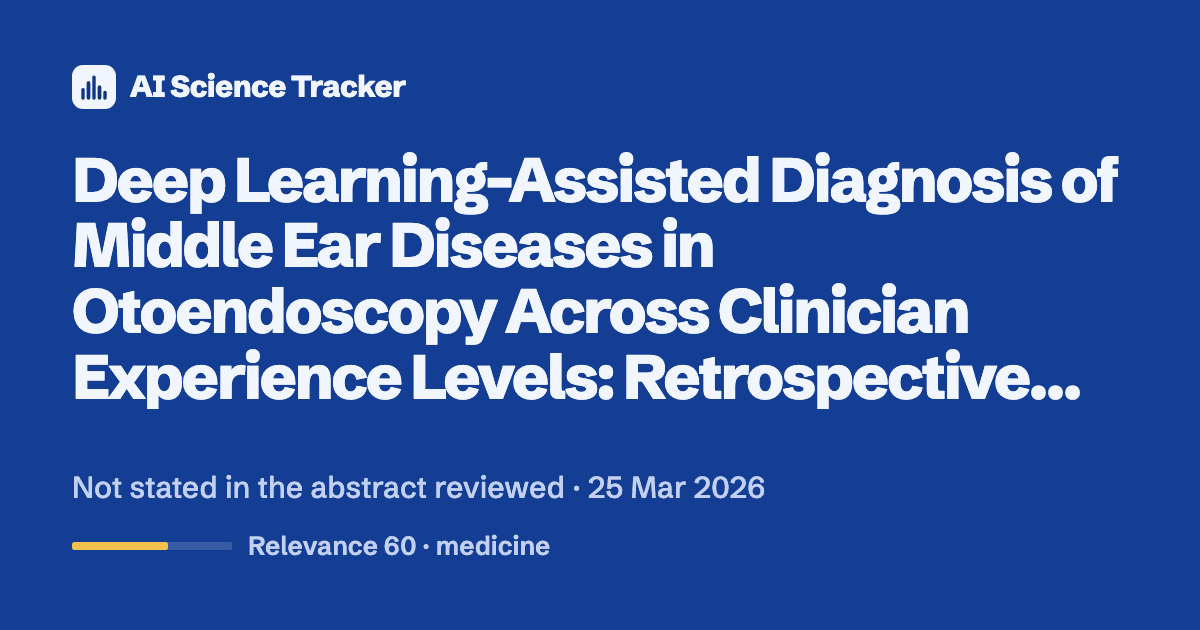 AI Science Tracker
Deep Learning-Assisted Diagnosis of
Middle Ear Diseases in
Otoendoscopy Across Clinician
Experience Levels: Retrospective...
Not stated in the abstract reviewed · 25 Mar 2026
Relevance 60 · medicine